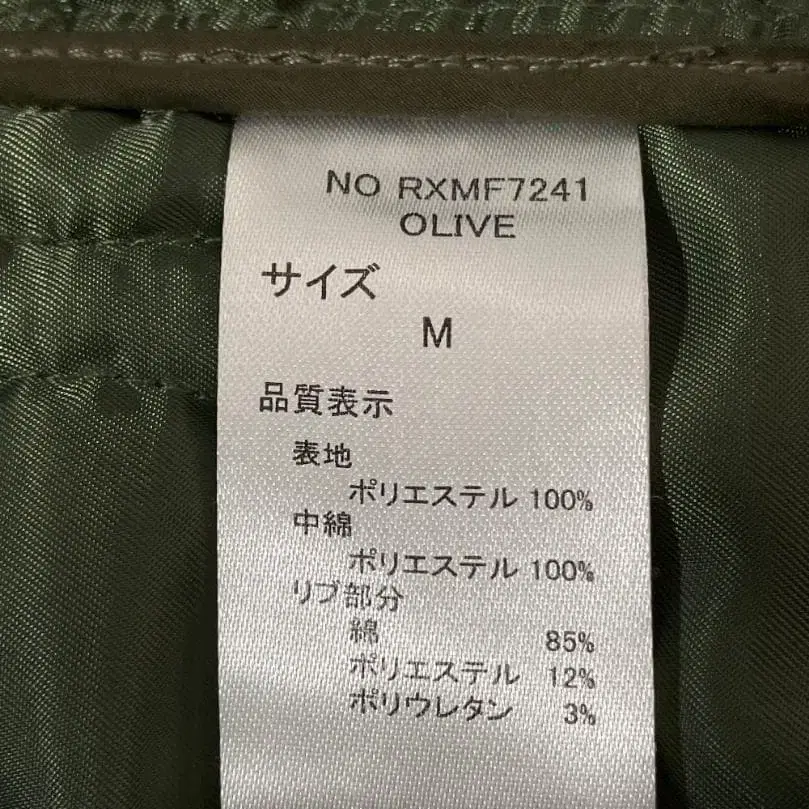 NO RXMF7241
OLIVE
サイズ
M
品質表示
表地
ポリエステル 100%
中綿
ポリエステル 100%
リブ部分
綿 85%
ポリエステル 12%
ポリウレタン 3%